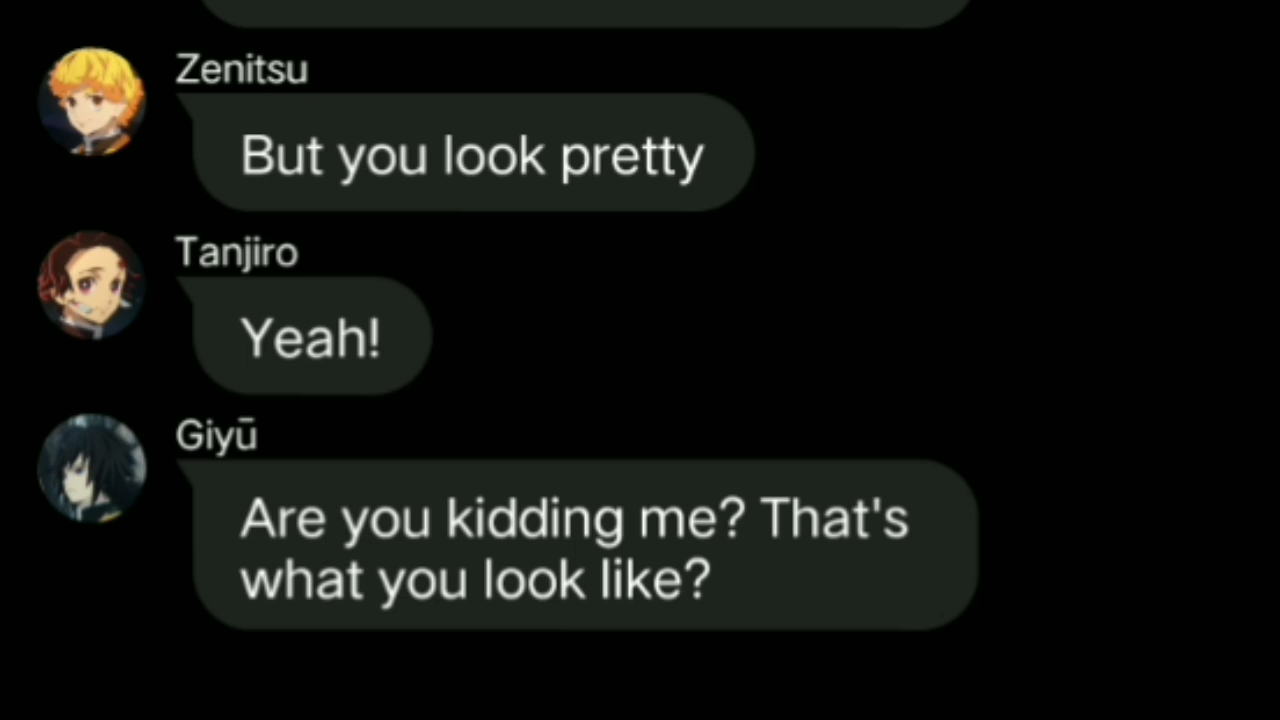 Zenitsu
But you look pretty
Tanjiro
Yeah!
Giyū
Are you kidding me? That's
what you look like?